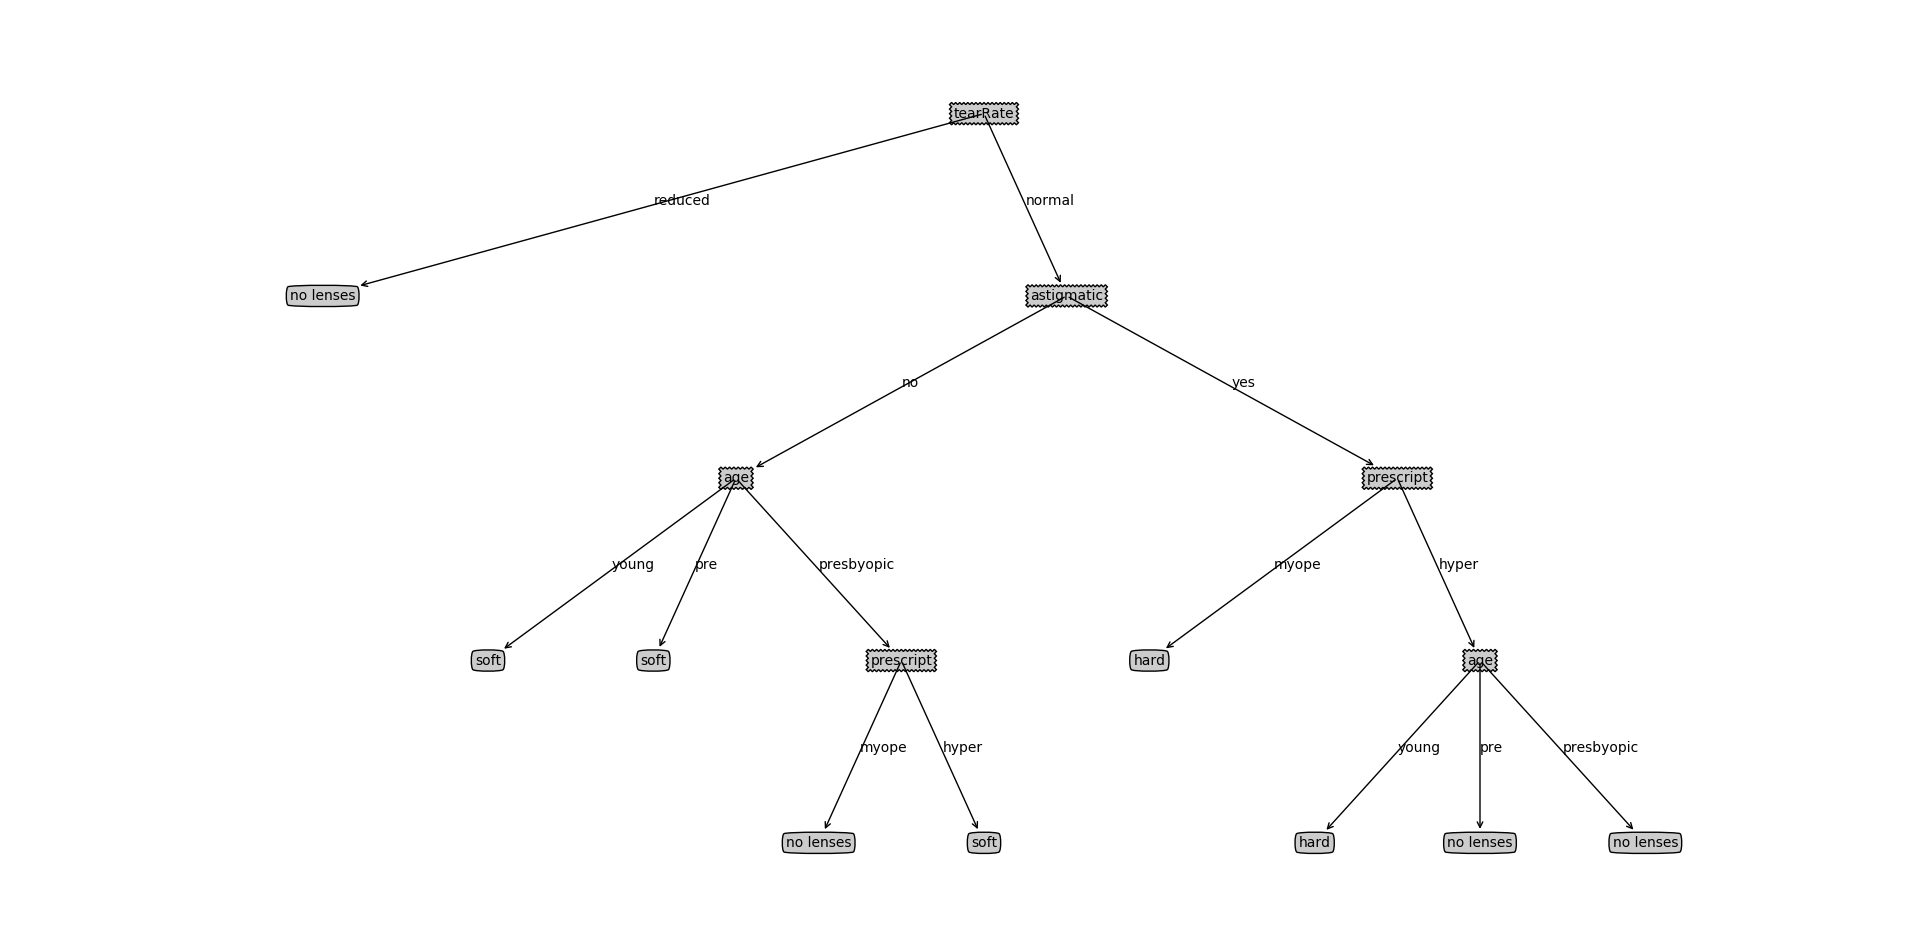 tearRate
reduced
normal
no lenses
astigmatic
no
yes
age
prescript
young
pre
presbyopic
myope
hyper
soft
soft
prescript
hard
age
myope
hyper
young
pre
presbyopic
no lenses
soft
hard
no lenses
no lenses